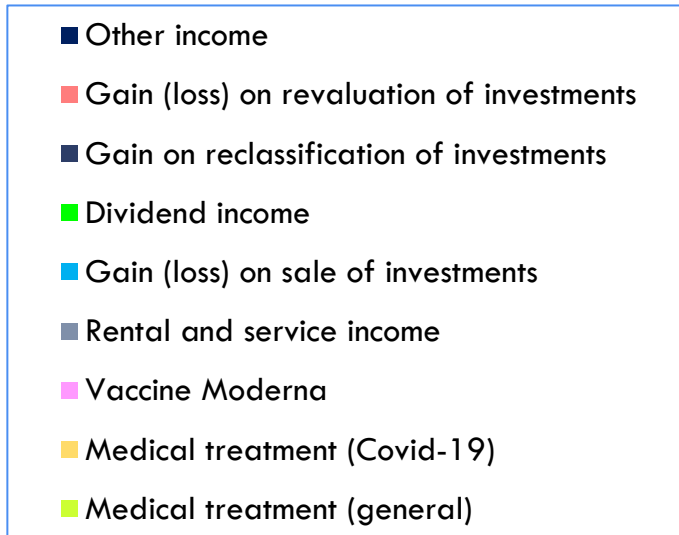 Other income
Gain (loss) on revaluation of investments
Gain on reclassification of investments
Dividend income
Gain (loss) on sale of investments
Rental and service income
Vaccine Moderna
Medical treatment (Covid-19)
Medical treatment (general)